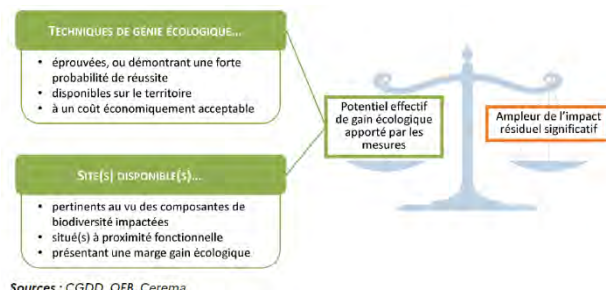 TECHNIQUES DE GÉNIE ÉCOLOGIQUE...
• éprouvées, ou démontrant une forte
probabilité de réussite
• disponibles sur le territoire
• à un coût économiquement acceptable
Potentiel effectif
de gain écologique
apporté par les
mesures
Ampleur de l'impact
résiduel significatif
SITE(S) DISPONIBLE(S)...
• pertinents au vu des composantes de
biodiversité impactées
• situé(s) à proximité fonctionnelle
• présentant une marge gain écologique
Sources : CGDD, OFB, Cerema